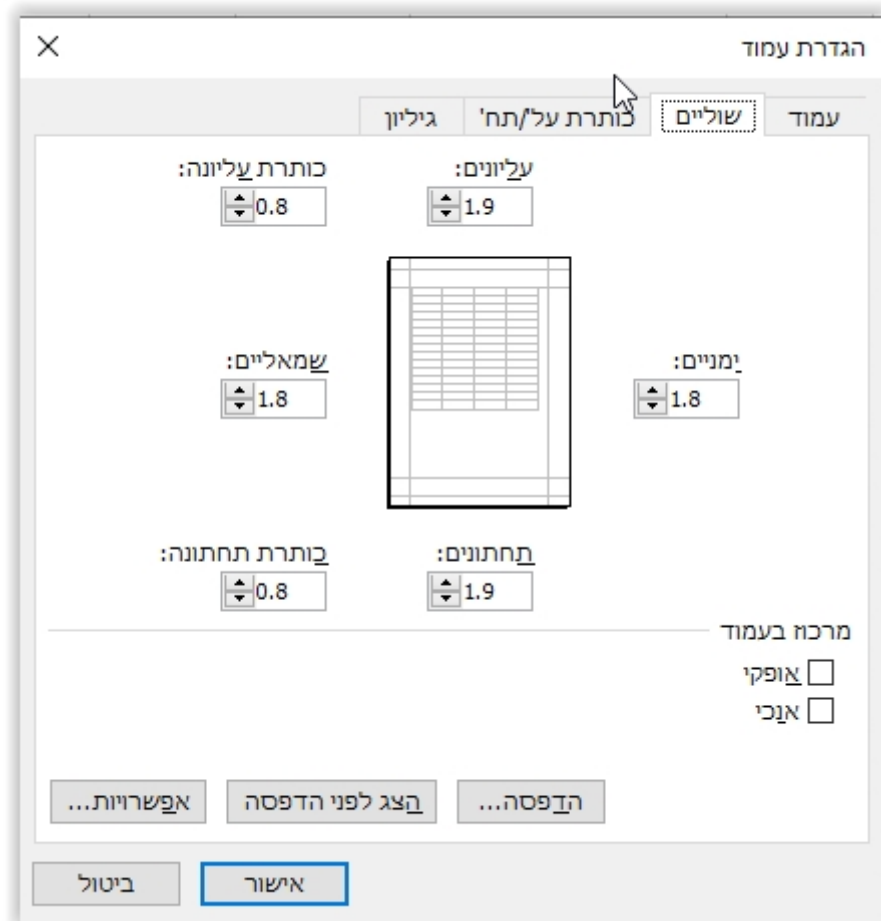 הגדרת עמוד
עמוד שוליים כותרת על'/תח' גיליון
עליונים: כותרת עליונה:
1.9 0.8
ימניים: שמאליים:
1.8 1.8
תחתונים: כותרת תחתונה:
1.9 0.8
מרכוז בעמוד
אופקי
אנכי
הדפסה... הצג לפני הדפסה אפשרויות...
אישור ביטול